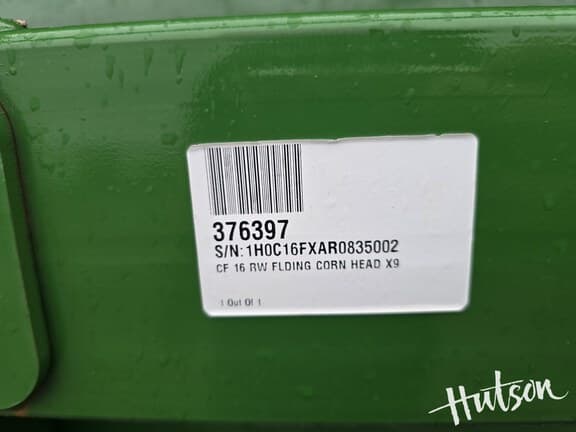 376397
S/N:1H0C16FXAR0835002
CF 16 RW FLDING CORN HEAD X9
1 Out Of 1
Hutson